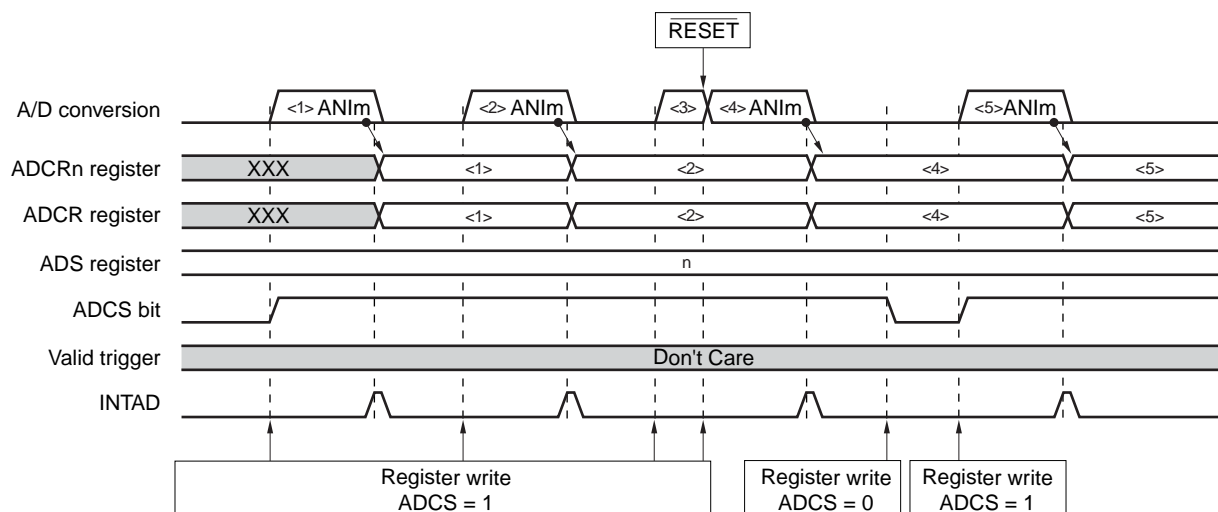 RESET
A/D conversion <1> ANIm <2> ANIm <3> <4> ANIm <5>ANIm
ADCRn register XXX <1> <2> <4> <5>
ADCR register XXX <1> <2> <4> <5>
ADS register n
ADCS bit
Valid trigger Don't Care
INTAD
Register write
ADCS = 1
Register write
ADCS = 0
Register write
ADCS = 1